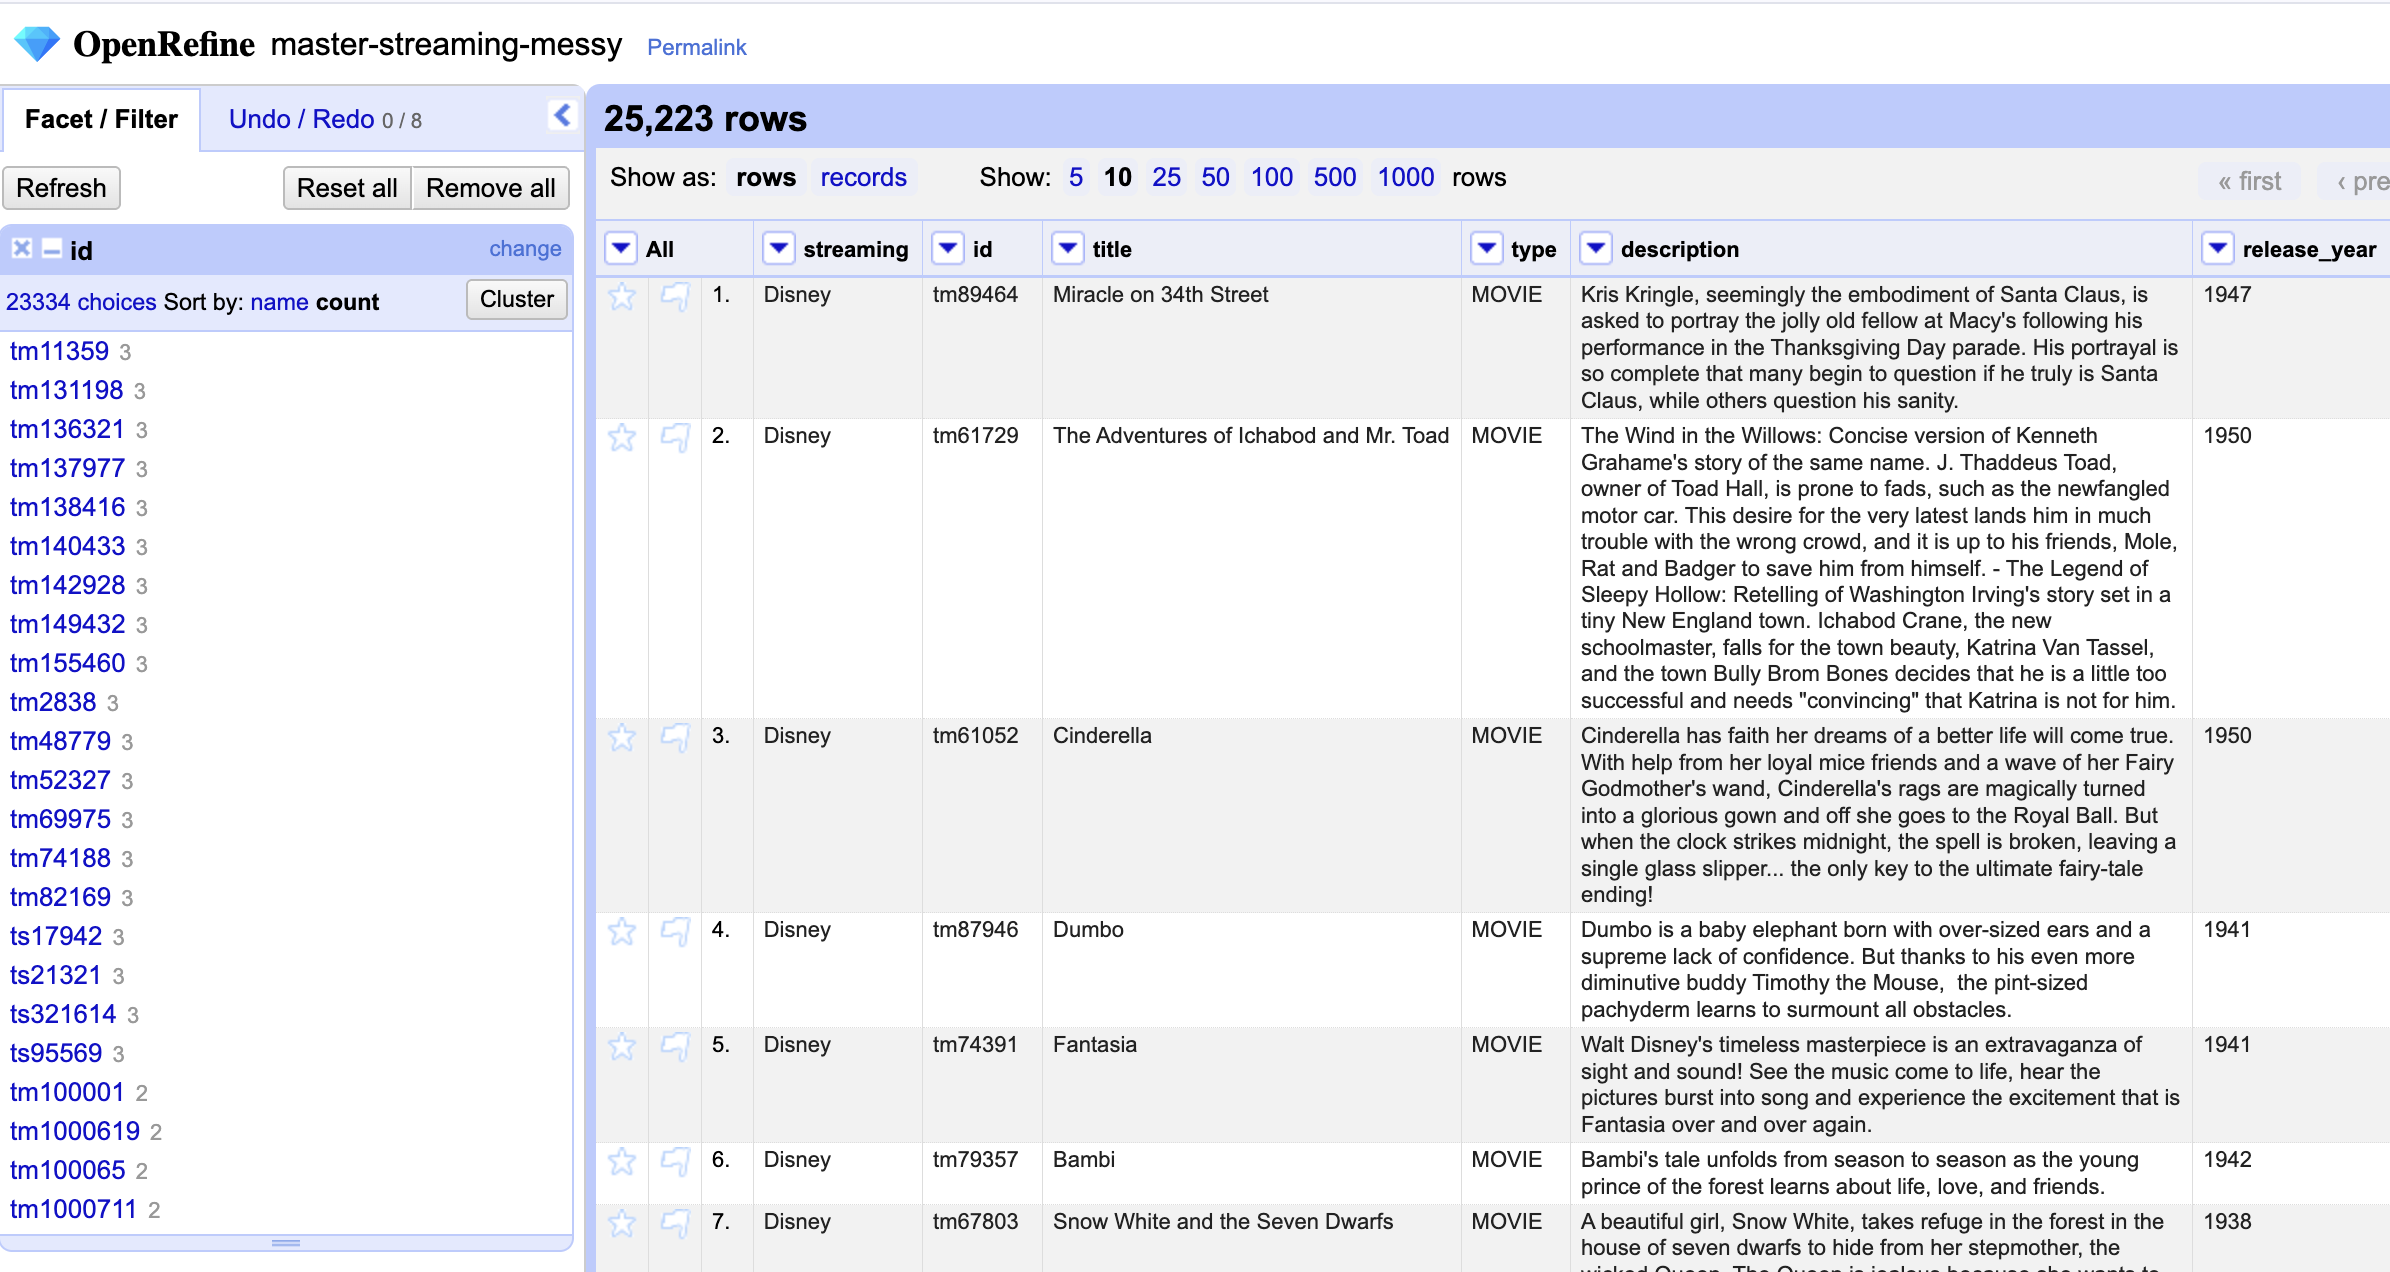 OpenRefine master-streaming-messy Permalink
Facet / Filter Undo / Redo 0 / 8
Refresh Reset all Remove all
id change
23334 choices Sort by: name count Cluster
tm11359 3
tm131198 3
tm136321 3
tm137977 3
tm138416 3
tm140433 3
tm142928 3
tm149432 3
tm155460 3
tm2838 3
tm48779 3
tm52327 3
tm69975 3
tm74188 3
tm82169 3
ts17942 3
ts21321 3
ts321614 3
ts95569 3
tm100001 2
tm1000619 2
tm100065 2
tm1000711 2
25,223 rows
Show as: rows records Show: 5 10 25 50 100 500 1000 rows « first ‹ pre
All streaming id title type description release_year
1. Disney tm89464 Miracle on 34th Street MOVIE Kris Kringle, seemingly the embodiment of Santa Claus, is 1947
asked to portray the jolly old fellow at Macy's following his
performance in the Thanksgiving Day parade. His portrayal is
so complete that many begin to question if he truly is Santa
Claus, while others question his sanity.
2. Disney tm61729 The Adventures of Ichabod and Mr. Toad MOVIE The Wind in the Willows: Concise version of Kenneth 1950
Grahame's story of the same name. J. Thaddeus Toad,
owner of Toad Hall, is prone to fads, such as the newfangled
motor car. This desire for the very latest lands him in much
trouble with the wrong crowd, and it is up to his friends, Mole,
Rat and Badger to save him from himself. - The Legend of
Sleepy Hollow: Retelling of Washington Irving's story set in a
tiny New England town. Ichabod Crane, the new
schoolmaster, falls for the town beauty, Katrina Van Tassel,
and the town Bully Brom Bones decides that he is a little too
successful and needs "convincing" that Katrina is not for him.
3. Disney tm61052 Cinderella MOVIE Cinderella has faith her dreams of a better life will come true. 1950
With help from her loyal mice friends and a wave of her Fairy
Godmother's wand, Cinderella's rags are magically turned
into a glorious gown and off she goes to the Royal Ball. But
when the clock strikes midnight, the spell is broken, leaving a
single glass slipper... the only key to the ultimate fairy-tale
ending!
4. Disney tm87946 Dumbo MOVIE Dumbo is a baby elephant born with over-sized ears and a 1941
supreme lack of confidence. But thanks to his even more
diminutive buddy Timothy the Mouse, the pint-sized
pachyderm learns to surmount all obstacles.
5. Disney tm74391 Fantasia MOVIE Walt Disney's timeless masterpiece is an extravaganza of 1941
sight and sound! See the music come to life, hear the
pictures burst into song and experience the excitement that is
Fantasia over and over again.
6. Disney tm79357 Bambi MOVIE Bambi's tale unfolds from season to season as the young 1942
prince of the forest learns about life, love, and friends.
7. Disney tm67803 Snow White and the Seven Dwarfs MOVIE A beautiful girl, Snow White, takes refuge in the forest in the 1938
house of seven dwarfs to hide from her stepmother, the
wicked Queen. The Queen is jealous because she wants to